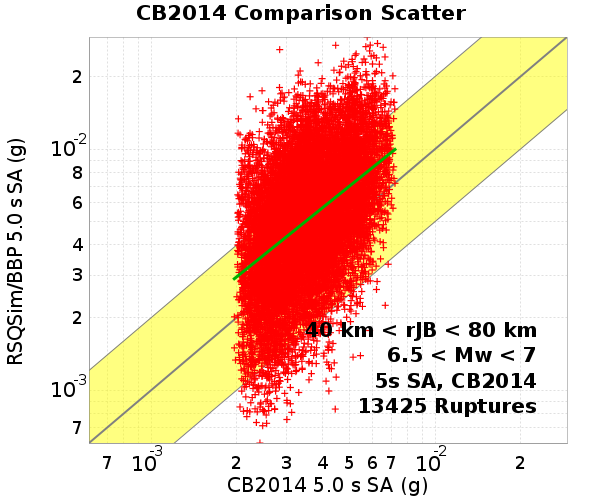 CB2014 Comparison Scatter
RSQSim/BBP 5.0 s SA (g)
2
10-2
8
6
4
3
2
10-3
7
40 km < rJB < 80 km
6.5 < Mw < 7
5s SA, CB2014
13425 Ruptures
7 10-3 2 3 4 5 6 7 10-2 2
CB2014 5.0 s SA (g)